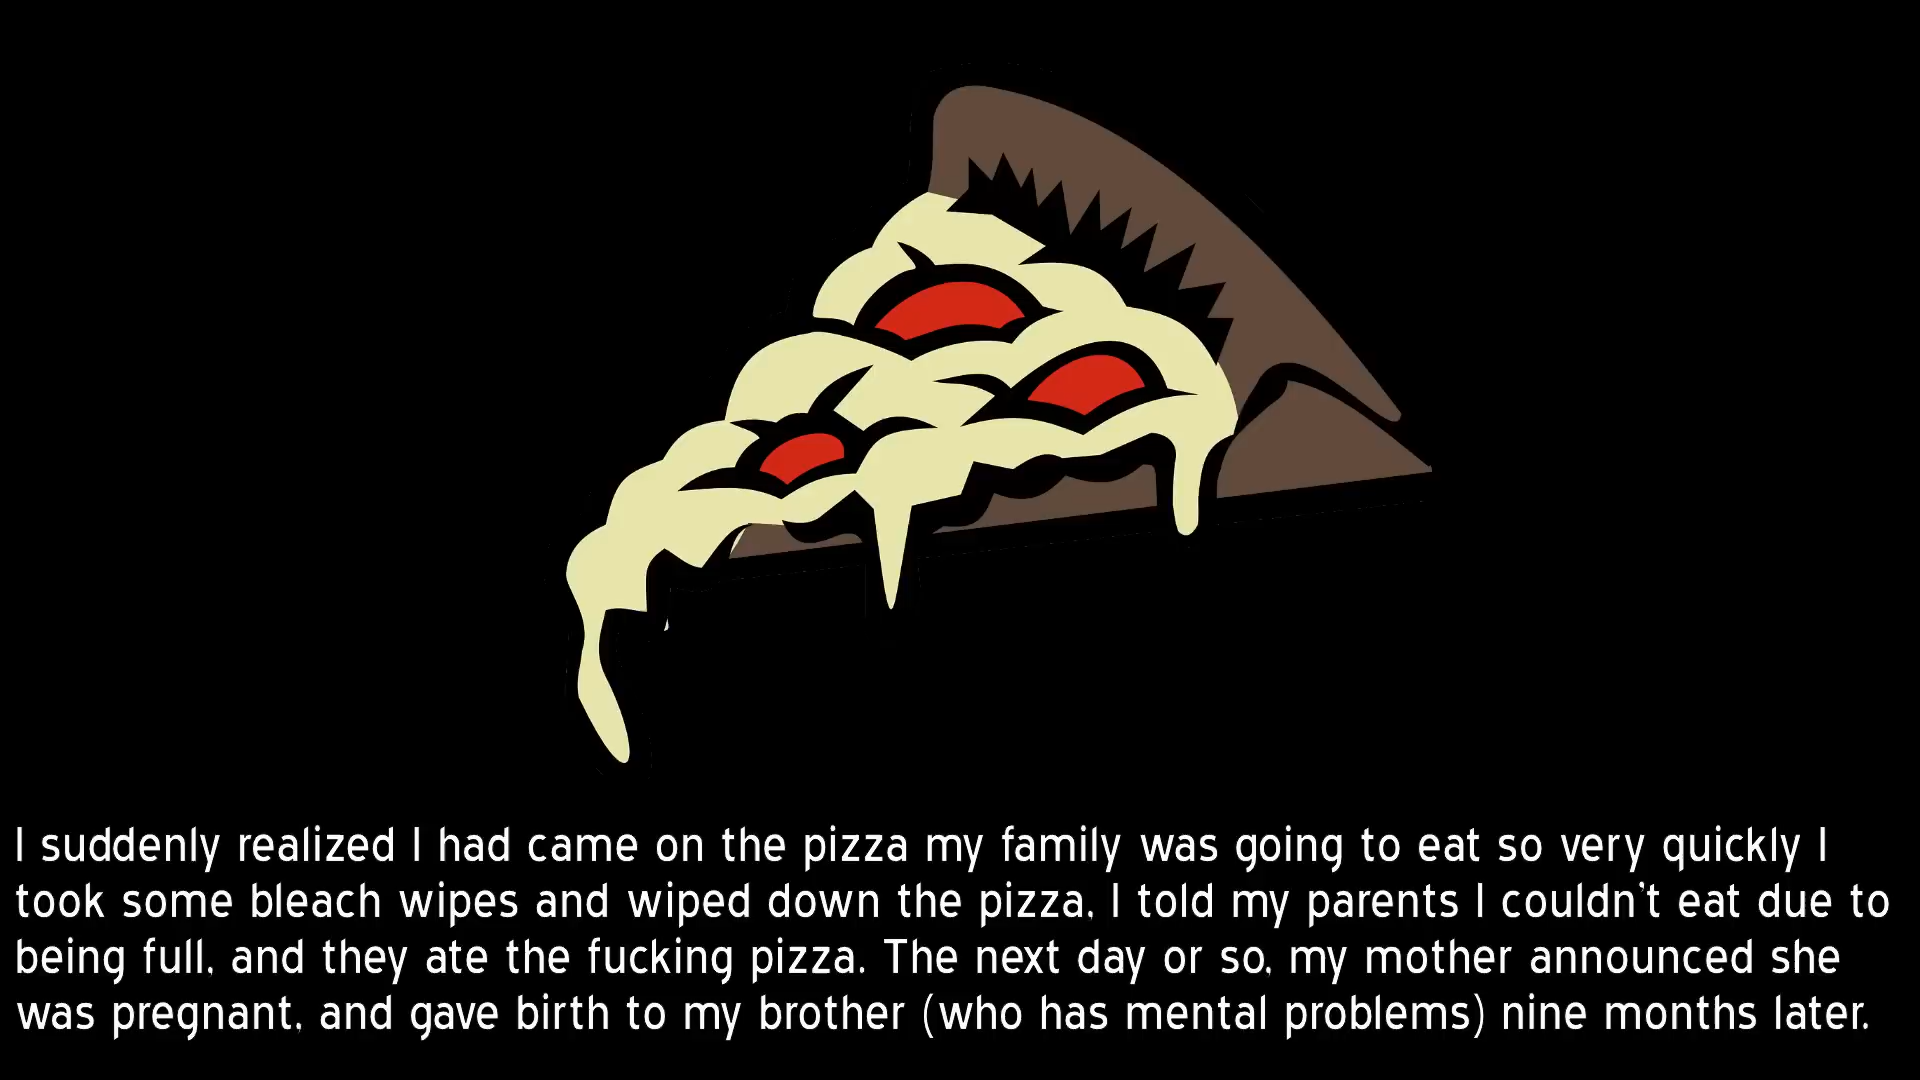 I suddenly realized I had came on the pizza my family was going to eat so very quickly I
took some bleach wipes and wiped down the pizza, I told my parents I couldn't eat due to
being full, and they ate the fucking pizza. The next day or so, my mother announced she
was pregnant, and gave birth to my brother (who has mental problems) nine months later.